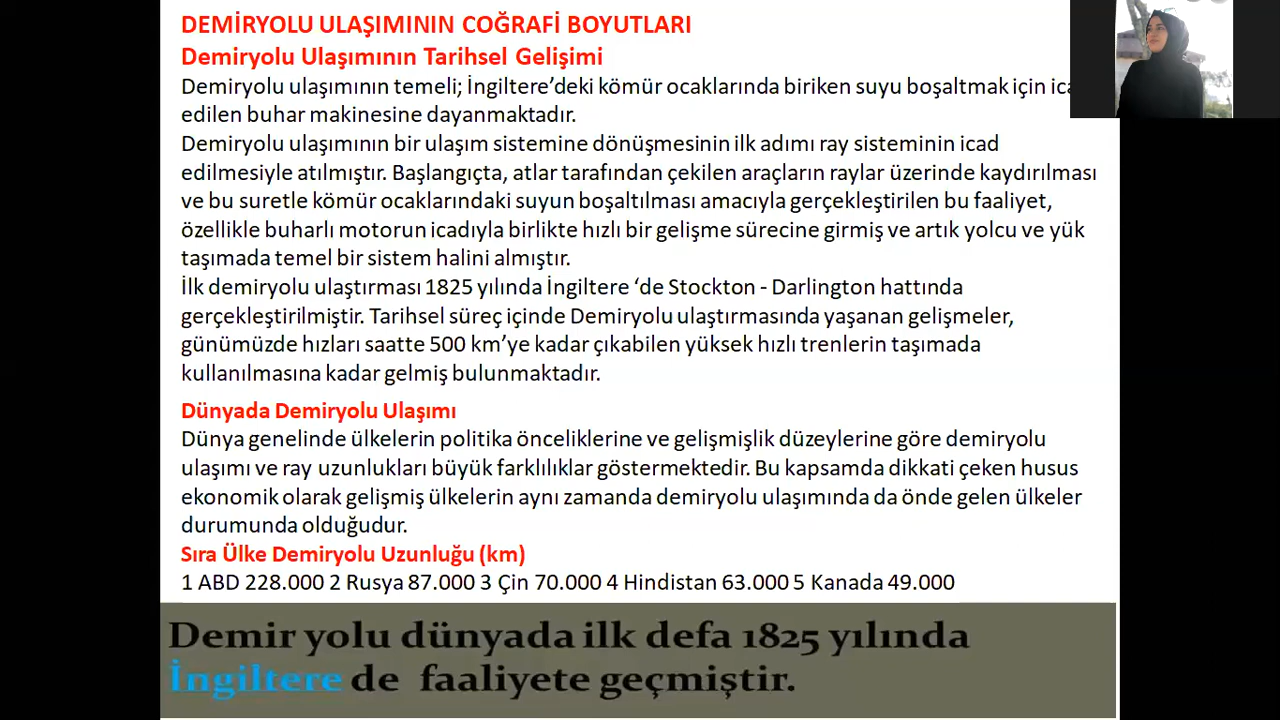 DEMİRYOLU ULAŞIMININ COĞRAFİ BOYUTLARI
Demiryolu Ulaşımının Tarihsel Gelişimi
Demiryolu ulaşımının temeli; İngiltere’deki kömür ocaklarında biriken suyu boşaltmak için
edilen buhar makinesine dayanmaktadır.
Demiryolu ulaşımının bir ulaşım sistemine dönüşmesinin ilk adımı ray sisteminin icad
edilmesiyle atılmıştır. Başlangıçta, atlar tarafından çekilen araçların raylar üzerinde kaydırılması
ve bu suretle kömür ocaklarındaki suyun boşaltılması amacıyla gerçekleştirilen bu faaliyet,
özellikle buharlı motorun icadıyla birlikte hızlı bir gelişme sürecine girmiş ve artık yolcu ve yük
taşımada temel bir sistem halini almıştır.
İlk demiryolu ulaştırması 1825 yılında İngiltere ‘de Stockton - Darlington hattında
gerçekleştirilmiştir. Tarihsel süreç içinde Demiryolu ulaştırmasında yaşanan gelişmeler,
günümüzde hızları saatte 500 km’ye kadar çıkabilen yüksek hızlı trenlerin taşımada
kullanılmasına kadar gelmiş bulunmaktadır.
Dünyada Demiryolu Ulaşımı
Dünya genelinde ülkelerin politika önceliklerine ve gelişmişlik düzeylerine göre demiryolu
ulaşımı ve ray uzunlukları büyük farklılıklar göstermektedir. Bu kapsamda dikkati çeken husus
ekonomik olarak gelişmiş ülkelerin aynı zamanda demiryolu ulaşımında da önde gelen ülkeler
durumunda olduğudur.
Sıra Ülke Demiryolu Uzunluğu (km)
1 ABD 228.000 2 Rusya 87.000 3 Çin 70.000 4 Hindistan 63.000 5 Kanada 49.000
Demir yolu dünyada ilk defa 1825 yılında
İngiltere de faaliyete geçmiştir.